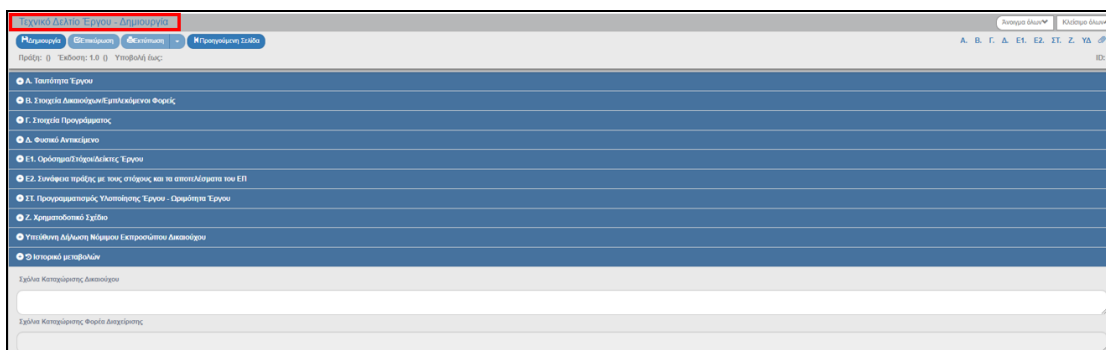 Τεχνικό Δελτίο Έργου - Δημιουργία
Άνοιγμα όλων Κλείσιμο όλων
Δημιουργία Επικύρωση Εκτύπωση Προηγούμενη Σελίδα Α. Β. Γ. Δ. Ε1. Ε2. ΣΤ. Ζ. ΥΔ
Πράξη: () Έκδοση: 1.0 () Υποβολή έως: ID:
Α. Ταυτότητα Έργου
Β. Στοιχεία Δικαιούχων/Εμπλεκόμενοι Φορείς
Γ. Στοιχεία Προγράμματος
Δ. Φυσικό Αντικείμενο
Ε1. Ορόσημα/Στόχοι/Δείκτες Έργου
Ε2. Συνάφεια πράξης με τους στόχους και τα αποτελέσματα του ΕΠ
ΣΤ. Προγραμματισμός Υλοποίησης Έργου - Ωριμότητα Έργου
Ζ. Χρηματοδοτικό Σχέδιο
Υπεύθυνη Δήλωση Νόμιμου Εκπροσώπου Δικαιούχου
Ιστορικό μεταβολών
Σχόλια Καταχώρισης Δικαιούχου
Σχόλια Καταχώρισης Φορέα Διαχείρισης